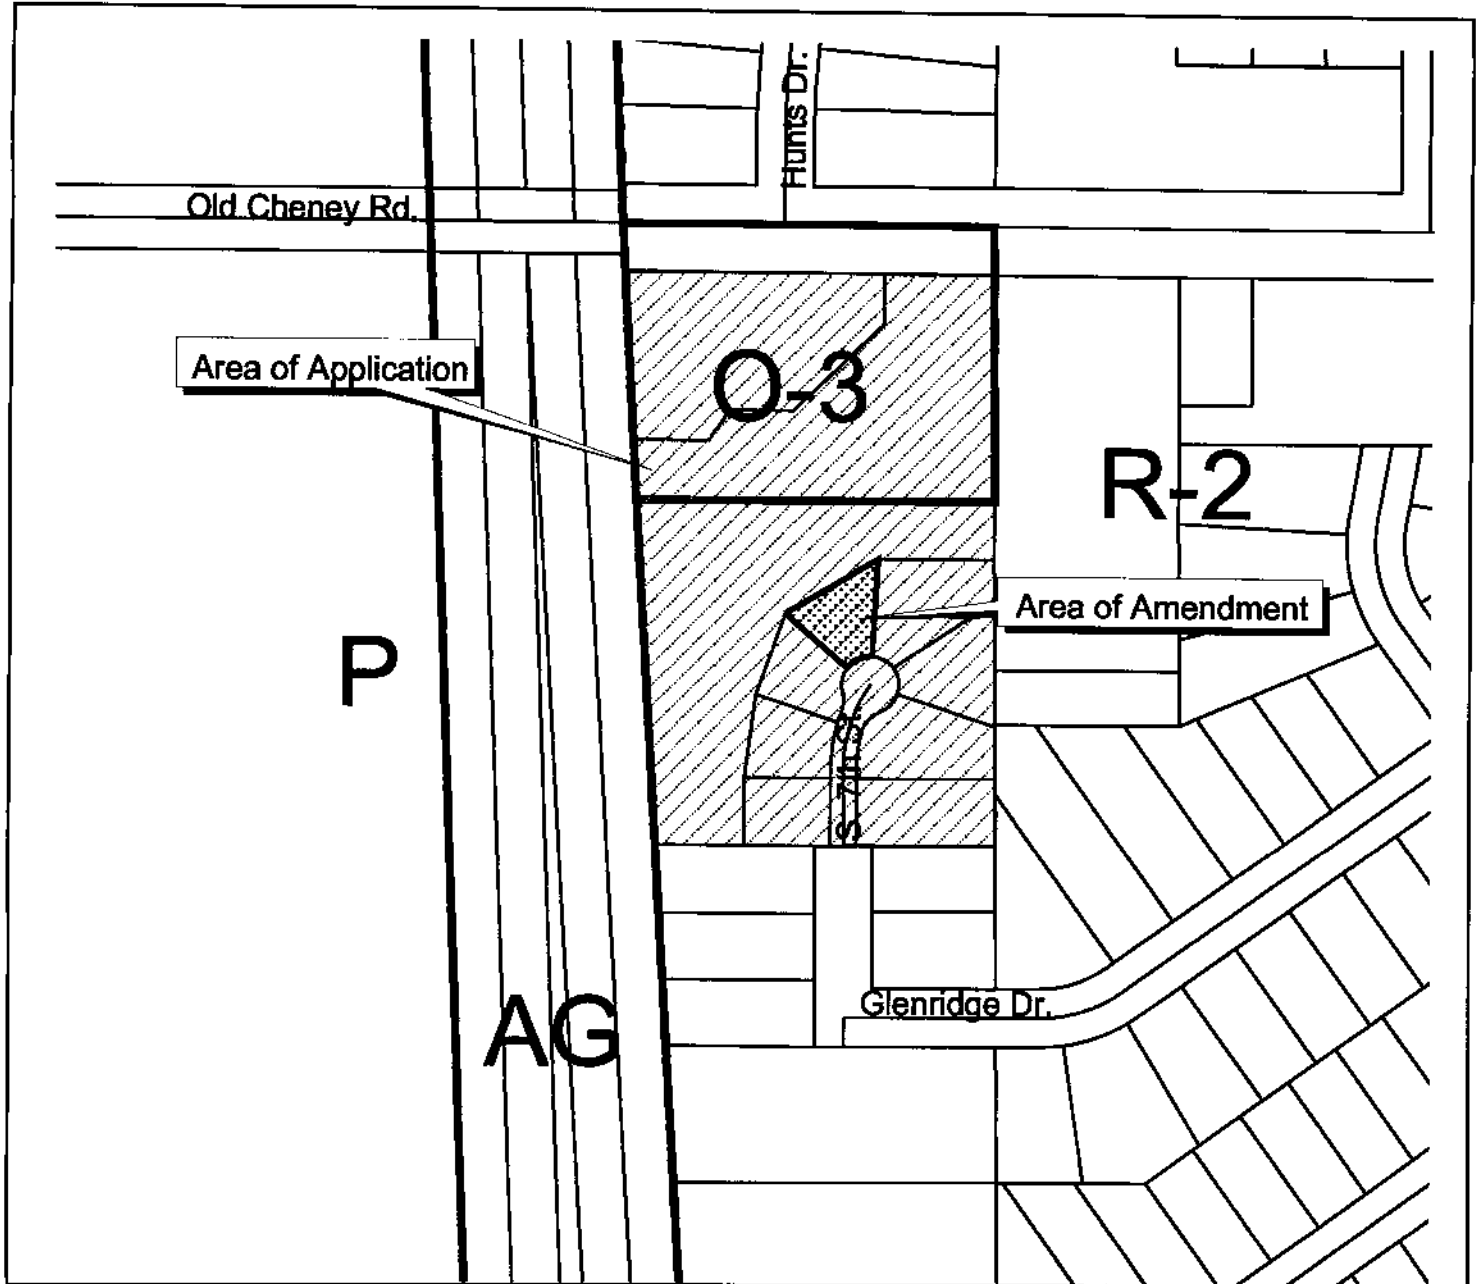 Hunts Dr.
Old Cheney Rd.
Area of Application
O-3
R-2
Area of Amendment
P
S 7th St.
AG
Glenridge Dr.